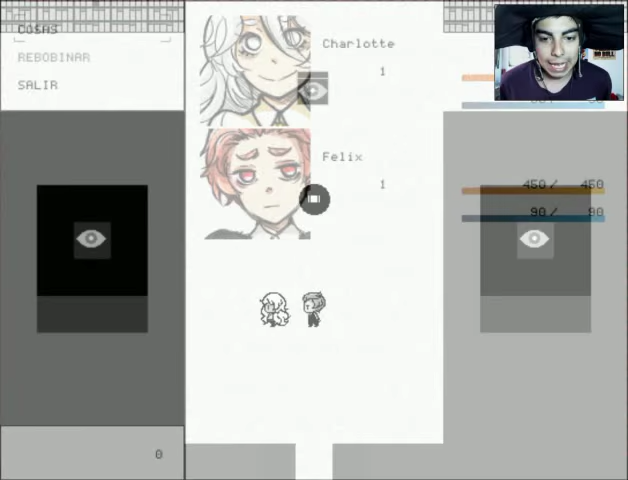 COSAS
REBOBINAR
SALIR
Charlotte
1
Felix
1
450/ 450
90/ 90
0